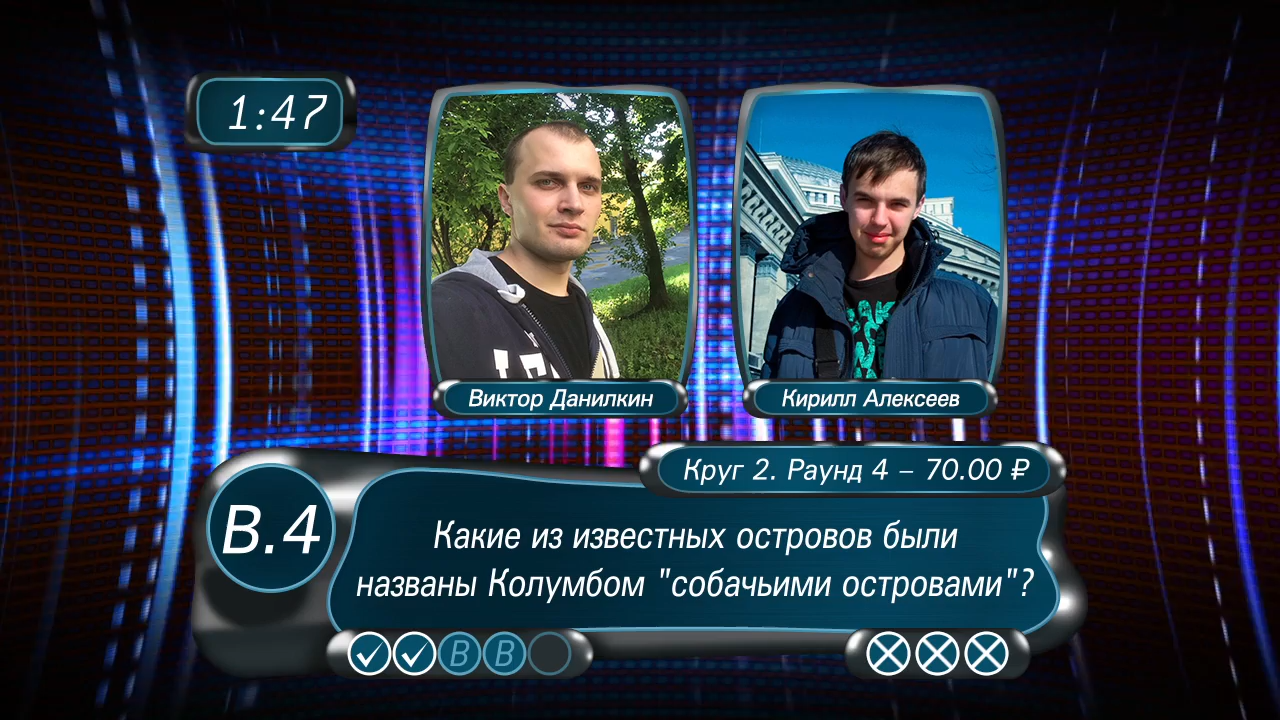 1:47
Виктор Данилкин
Кирилл Алексеев
Круг 2. Раунд 4 – 70.00 ₽
В.4
Какие из известных островов были
названы Колумбом "собачьими островами"?
В В